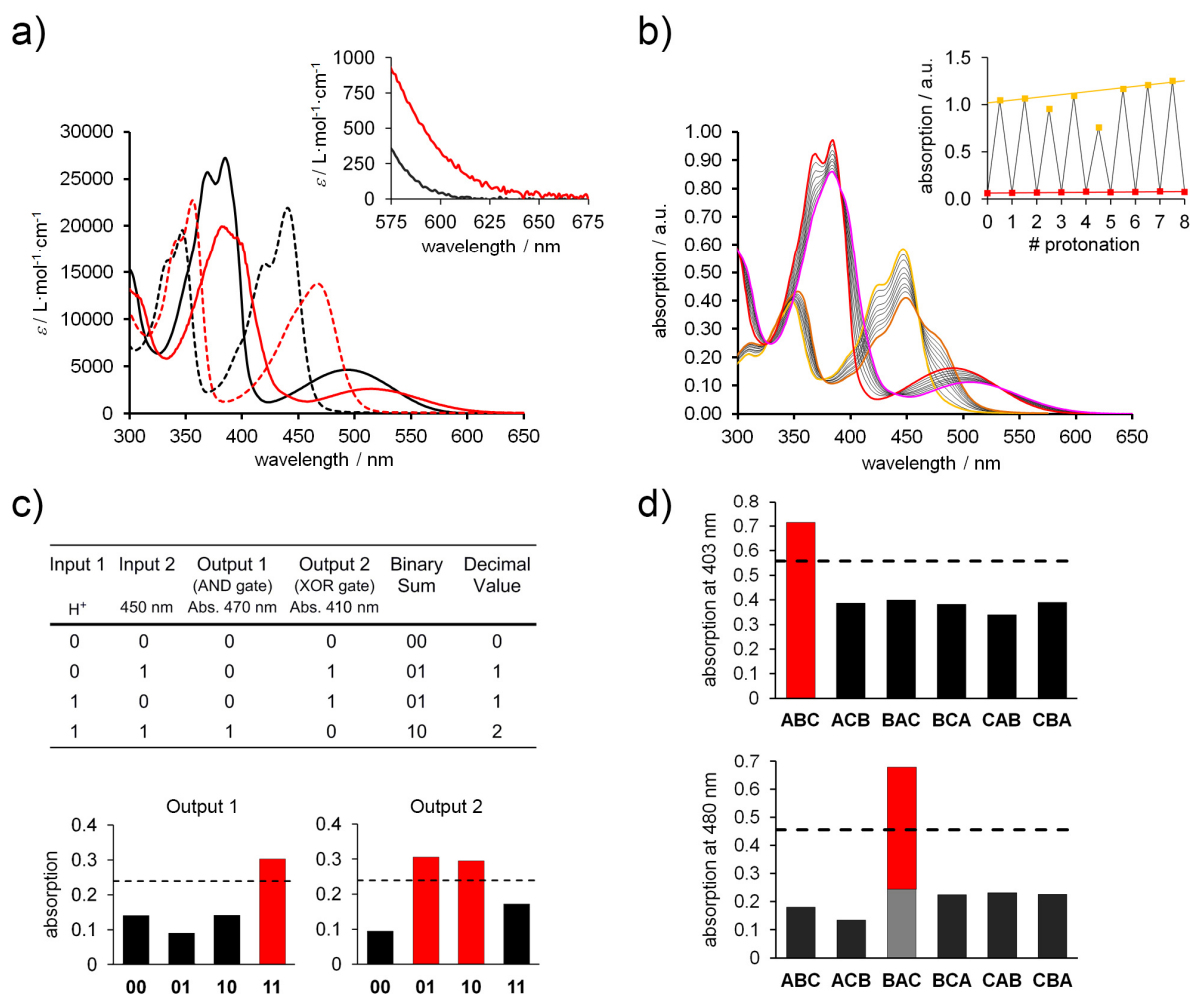 a)
1000
750
500
250
0
ε / L·mol⁻¹·cm⁻¹
575 600 625 650 675
wavelength / nm
30000
25000
20000
15000
10000
5000
0
ε / L·mol⁻¹·cm⁻¹
300 350 400 450 500 550 600 650
wavelength / nm
b)
1.5
1.0
0.5
0.0
absorption / a.u.
0 1 2 3 4 5 6 7 8
# protonation
1.00
0.90
0.80
0.70
0.60
0.50
0.40
0.30
0.20
0.10
0.00
absorption / a.u.
300 350 400 450 500 550 600 650
wavelength / nm
c)
Input 1 Input 2 Output 1 Output 2 Binary Decimal
(AND gate) (XOR gate) Sum Value
H⁺ 450 nm Abs. 470 nm Abs. 410 nm
0 0 0 0 00 0
0 1 0 1 01 1
1 0 0 1 01 1
1 1 1 0 10 2
Output 1
0.4
0.3
0.2
0.1
0
absorption
00 01 10 11
Output 2
0.4
0.3
0.2
0.1
0
00 01 10 11
d)
0.8
0.7
0.6
0.5
0.4
0.3
0.2
0.1
0
absorption at 403 nm
ABC ACB BAC BCA CAB CBA
0.7
0.6
0.5
0.4
0.3
0.2
0.1
0
absorption at 480 nm
ABC ACB BAC BCA CAB CBA